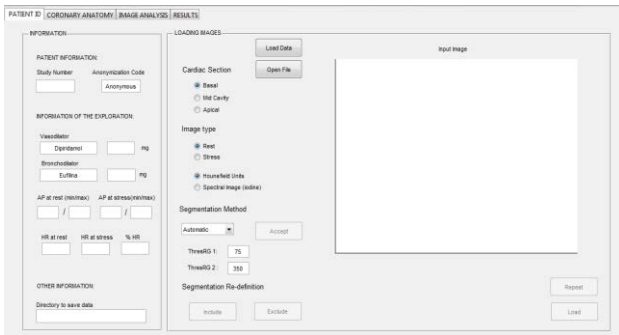 PATIENT ID CORONARY ANATOMY IMAGE ANALYSIS RESULTS
INFORMATION
PATIENT INFORMATION:
Study Number Anonymization Code
Anonymous
INFORMATION OF THE EXPLORATION:
Vasodilator
Dipiridamol mg
Bronchodilator
Eufilina mg
AP at rest (min/max) AP at stress(min/max)
/ /
HR at rest HR at stress % HR
OTHER INFORMATION:
Directory to save data
LOADING IMAGES
Load Data
Open File
Cardiac Section
Basal
Mid Cavity
Apical
Image type
Rest
Stress
Hounsfield Units
Spectral Image (iodine)
Segmentation Method
Automatic Accept
ThresRG 1: 75
ThresRG 2 : 350
Segmentation Re-definition
Include Exclude
Input Image
Repeat
Load